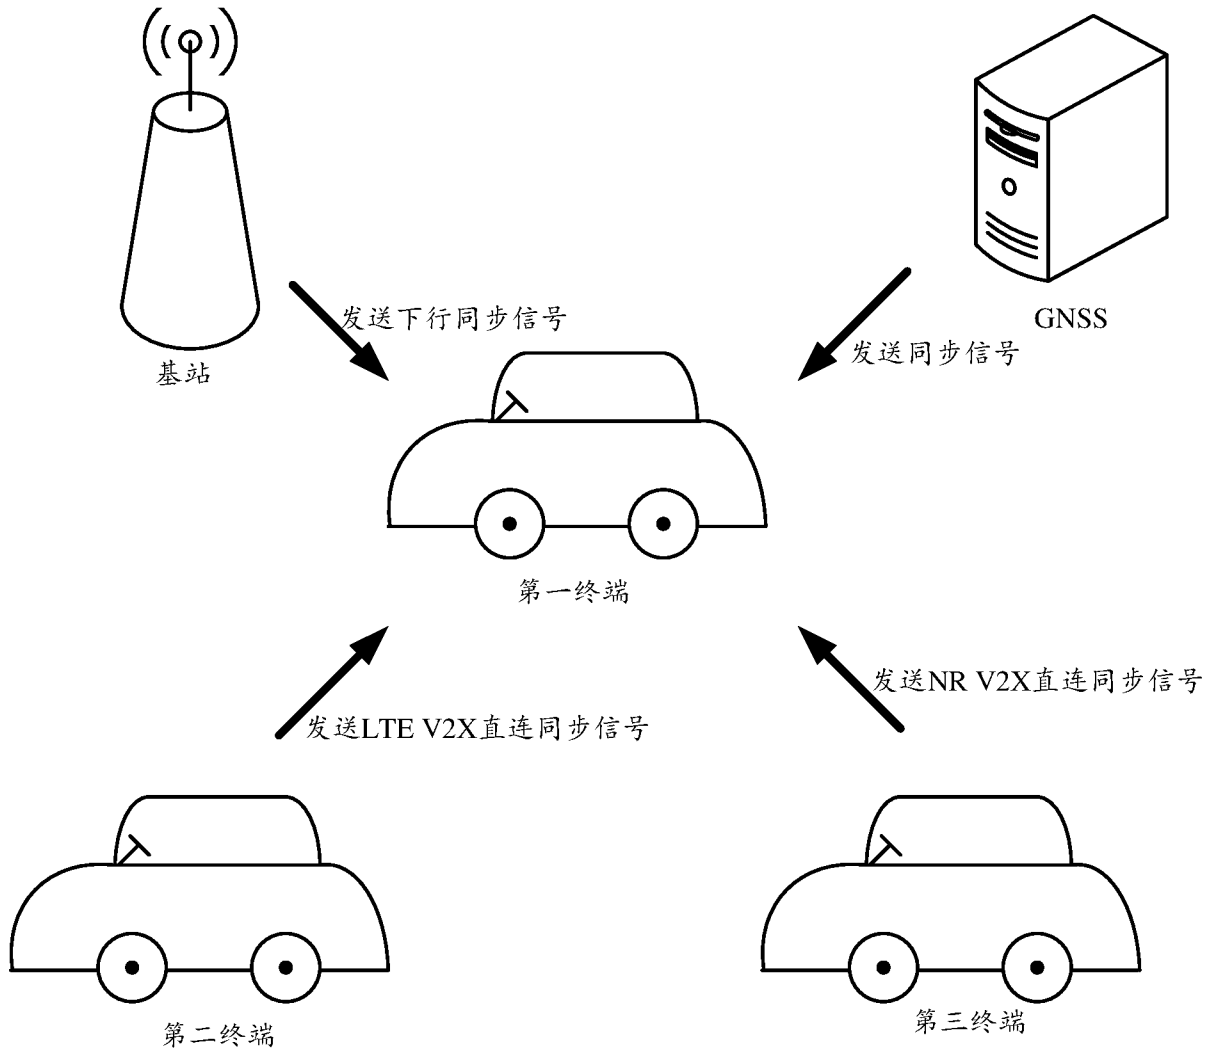 发送下行同步信号
GNSS
发送同步信号
基站
第一终端
发送NR V2X直连同步信号
发送LTE V2X直连同步信号
第二终端
第三终端